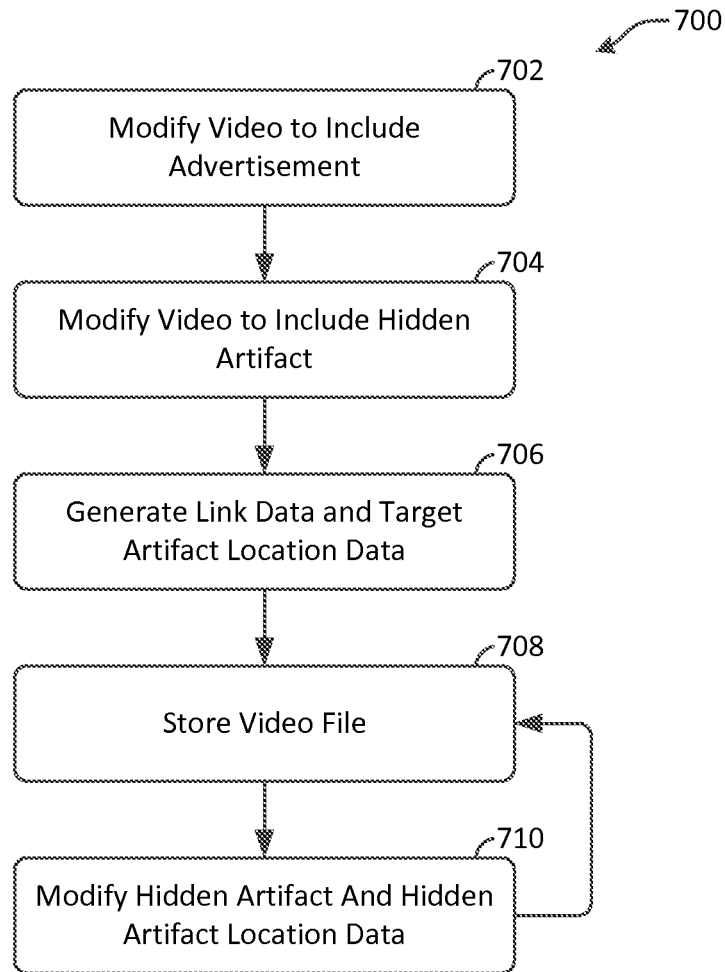 700
702
Modify Video to Include
Advertisement
704
Modify Video to Include Hidden
Artifact
706
Generate Link Data and Target
Artifact Location Data
708
Store Video File
710
Modify Hidden Artifact And Hidden
Artifact Location Data